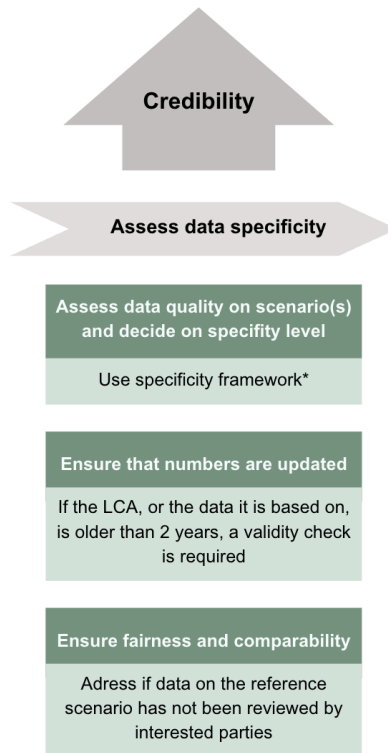 Credibility
Assess data specificity
Assess data quality on scenario(s)
and decide on specifity level
Use specificity framework*
Ensure that numbers are updated
If the LCA, or the data it is based on,
is older than 2 years, a validity check
is required
Ensure fairness and comparability
Adress if data on the reference
scenario has not been reviewed by
interested parties